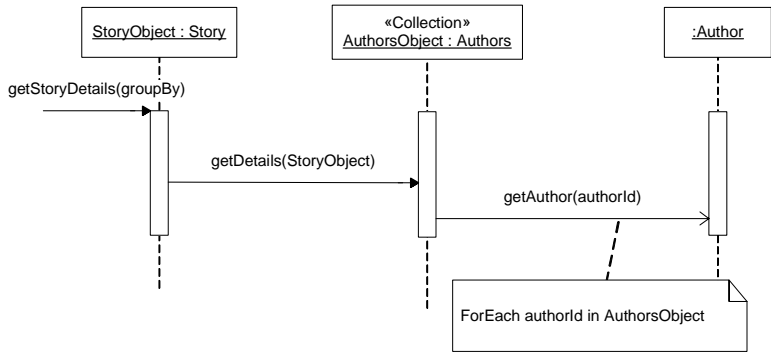 StoryObject : Story
«Collection»
AuthorsObject : Authors
:Author
getStoryDetails(groupBy)
getDetails(StoryObject)
getAuthor(authorId)
ForEach authorId in AuthorsObject